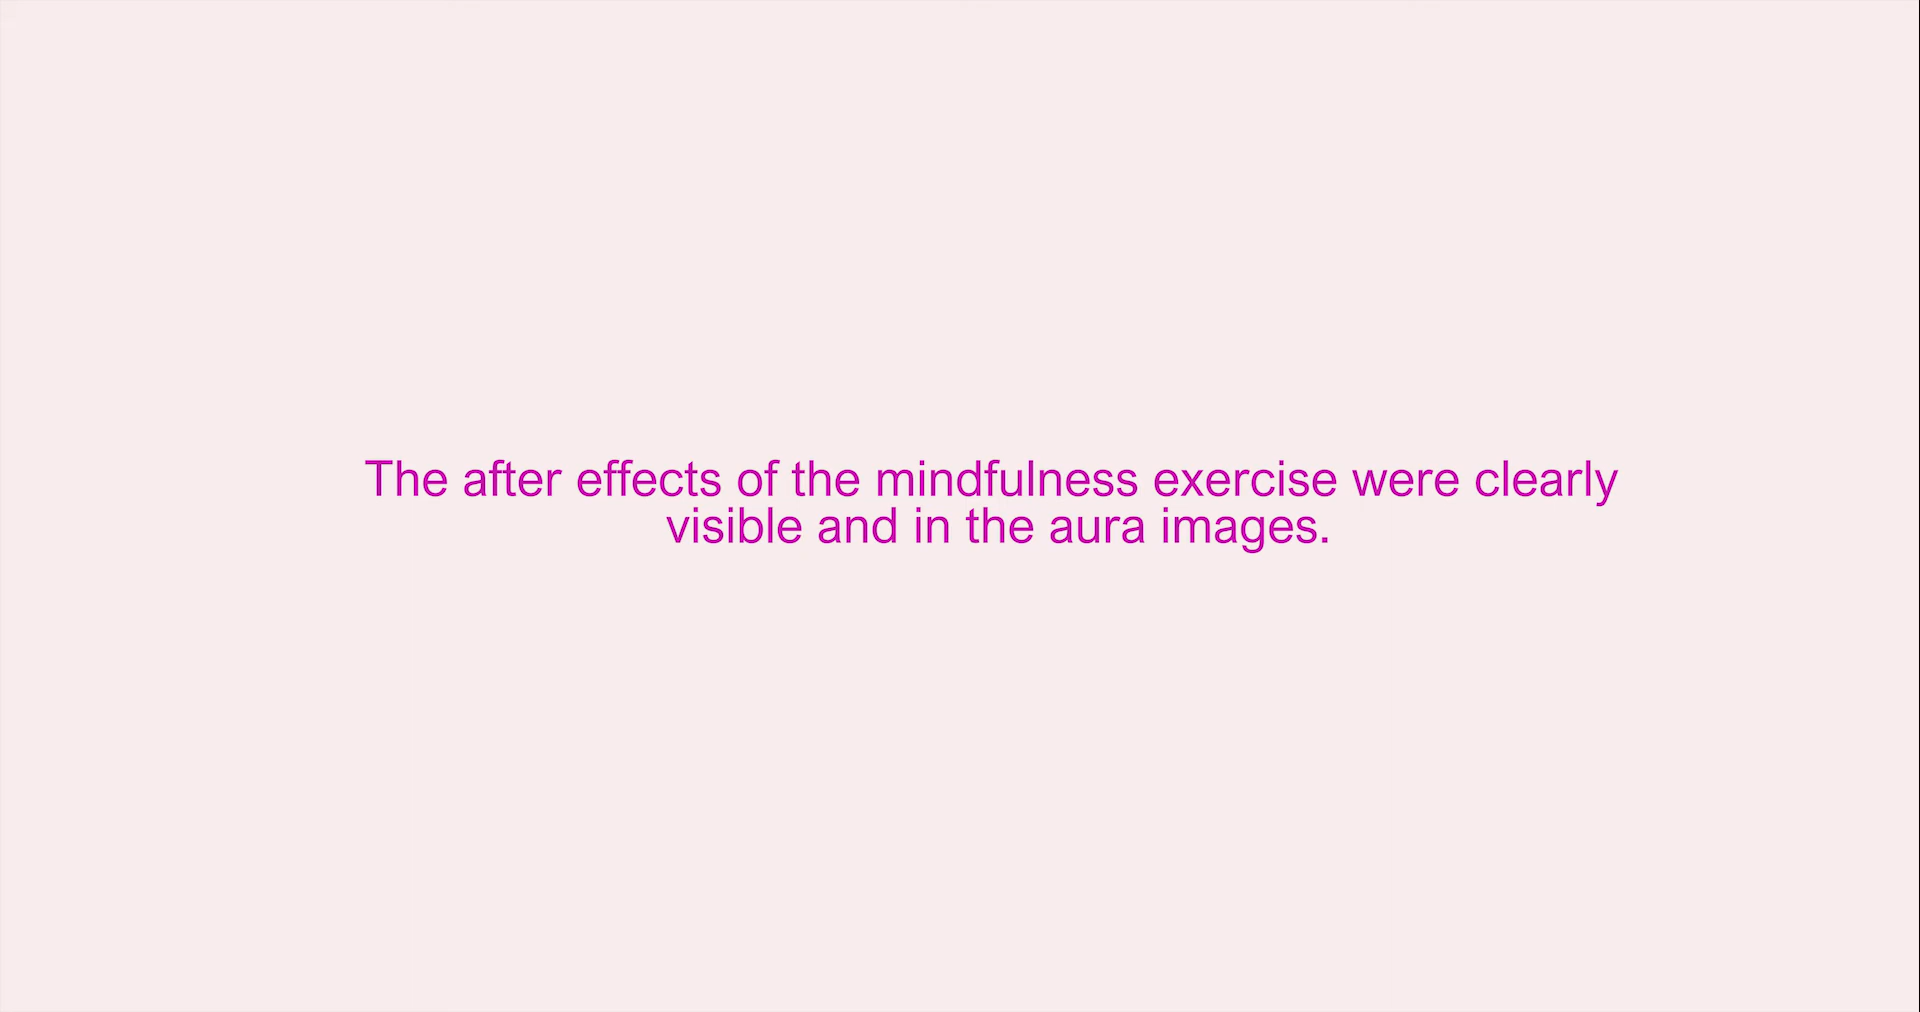 The after effects of the mindfulness exercise were clearly
visible and in the aura images.